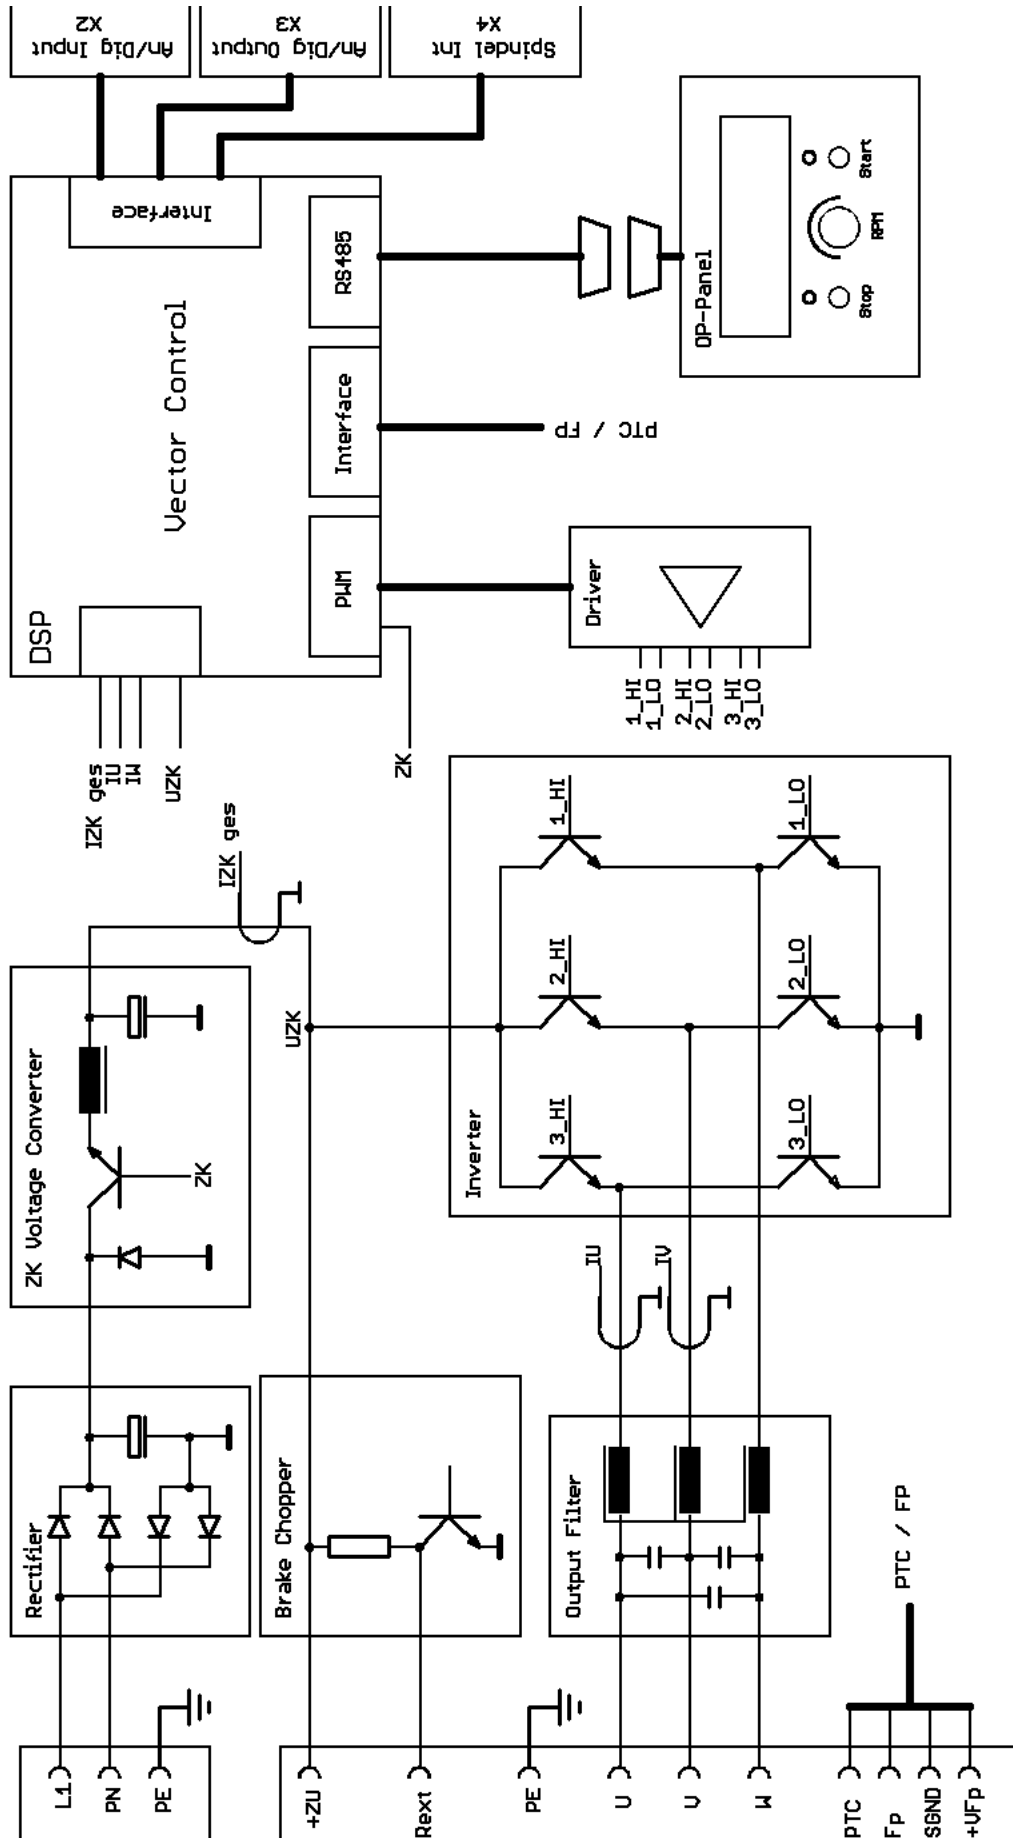 X2
An/Dig Input
X3
An/Dig Output
X4
Spindel Int
Interface
RS485
Interface
PWM
Vector Control
DSP
OP-Panel
Start
RPM
Stop
PTC / FP
Driver
1_HI
1_LO
2_HI
2_LO
3_HI
3_LO
IZK ges
IU
IW
UZK
ZK
IZK ges
UZK
ZK Voltage Converter
ZK
Inverter
1_HI
1_LO
2_HI
2_LO
3_HI
3_LO
IU
IV
Rectifier
Brake Chopper
Output Filter
PTC / FP
L1
PN
PE
+ZU
Rext
PE
U
V
W
PTC
Fp
SGND
+VFp